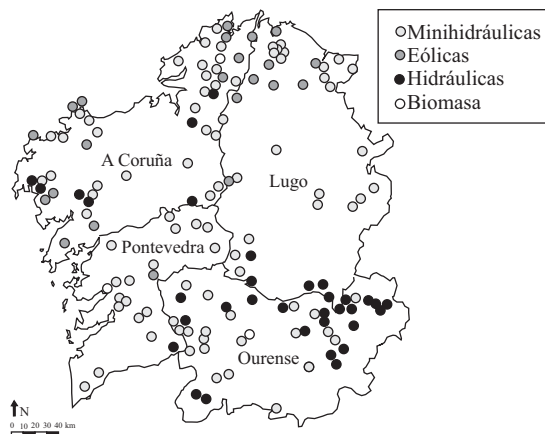 Minihidráulicas
Eólicas
Hidráulicas
Biomasa
A Coruña
Lugo
Pontevedra
Ourense
N
0 10 20 30 40 km